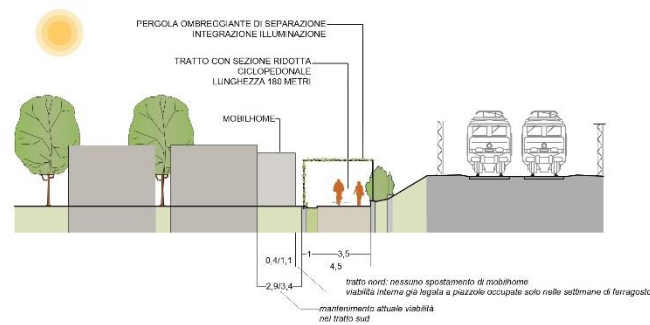 PERGOLA OMBREGGIANTE DI SEPARAZIONE
INTEGRAZIONE ILLUMINAZIONE
TRATTO CON SEZIONE RIDOTTA
CICLOPEDONALE
LUNGHEZZA 180 METRI
MOBILHOME
1
3,5
0,4/1,1
4,5
tratto nord: nessuno spostamento di mobilhome
viabilità interna già legata a piazzole occupate solo nelle settimane di ferragosto
2,9/3,4
mantenimento attuale viabilità
nel tratto sud